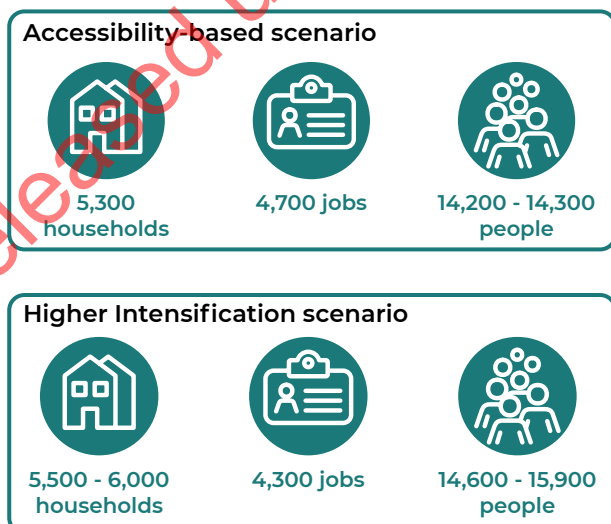 Accessibility-based scenario
5,300
households
4,700 jobs
14,200 - 14,300
people
Higher Intensification scenario
5,500 - 6,000
households
4,300 jobs
14,600 - 15,900
people